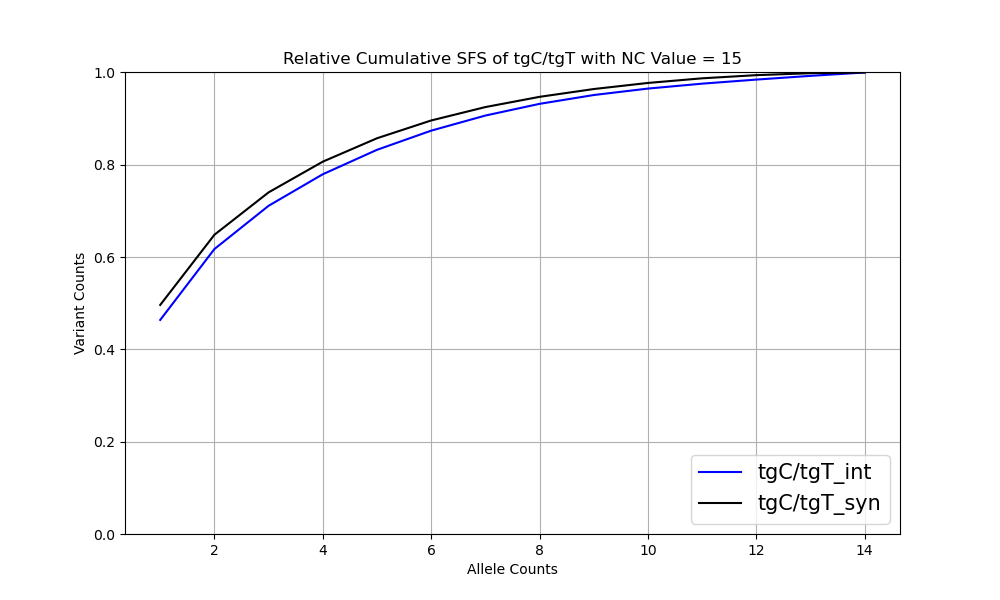 Relative Cumulative SFS of tgC/tgT with NC Value = 15
1.0
0.8
0.6
0.4
0.2
0.0
Variant Counts
2
4
6
8
10
12
14
Allele Counts
tgC/tgT_int
tgC/tgT_syn